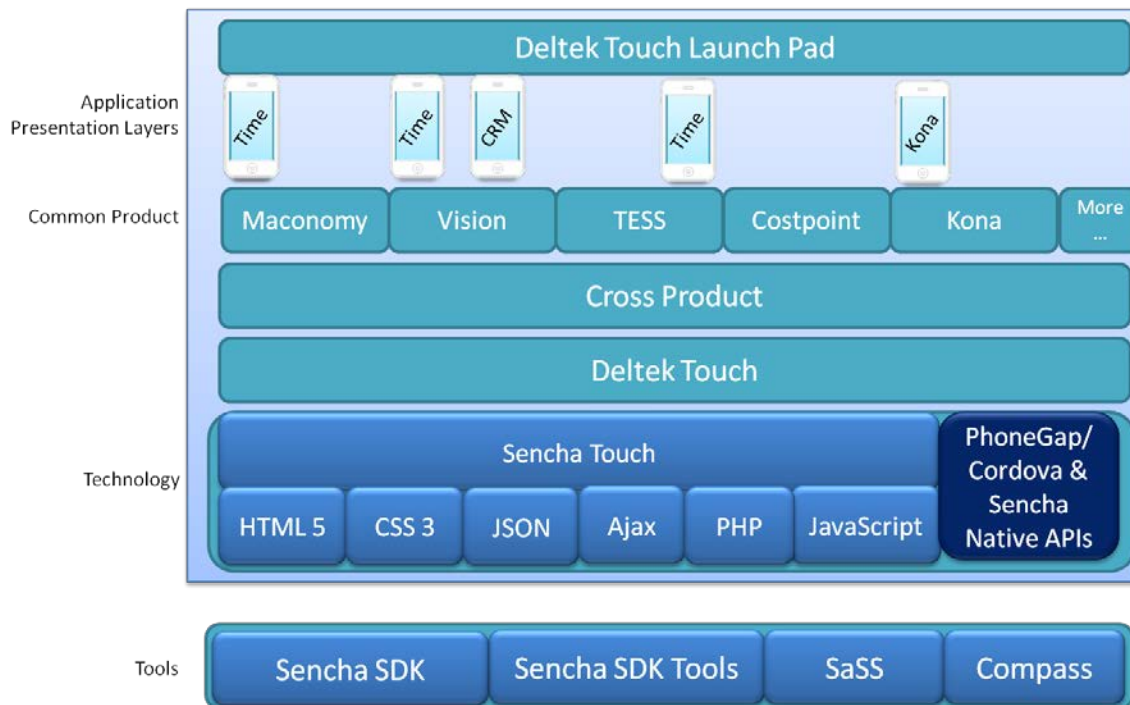 Deltek Touch Launch Pad
Application
Presentation Layers
Time
Time
CRM
Time
Kona
Common Product
Maconomy
Vision
TESS
Costpoint
Kona
More
...
Cross Product
Deltek Touch
Technology
Sencha Touch
PhoneGap/
Cordova &
Sencha
Native APIs
HTML 5
CSS 3
JSON
Ajax
PHP
JavaScript
Tools
Sencha SDK
Sencha SDK Tools
SaSS
Compass